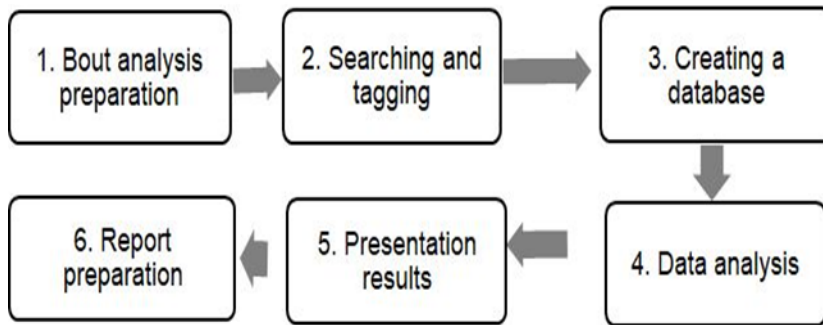 1. Bout analysis
preparation
2. Searching and
tagging
3. Creating a
database
4. Data analysis
5. Presentation
results
6. Report
preparation